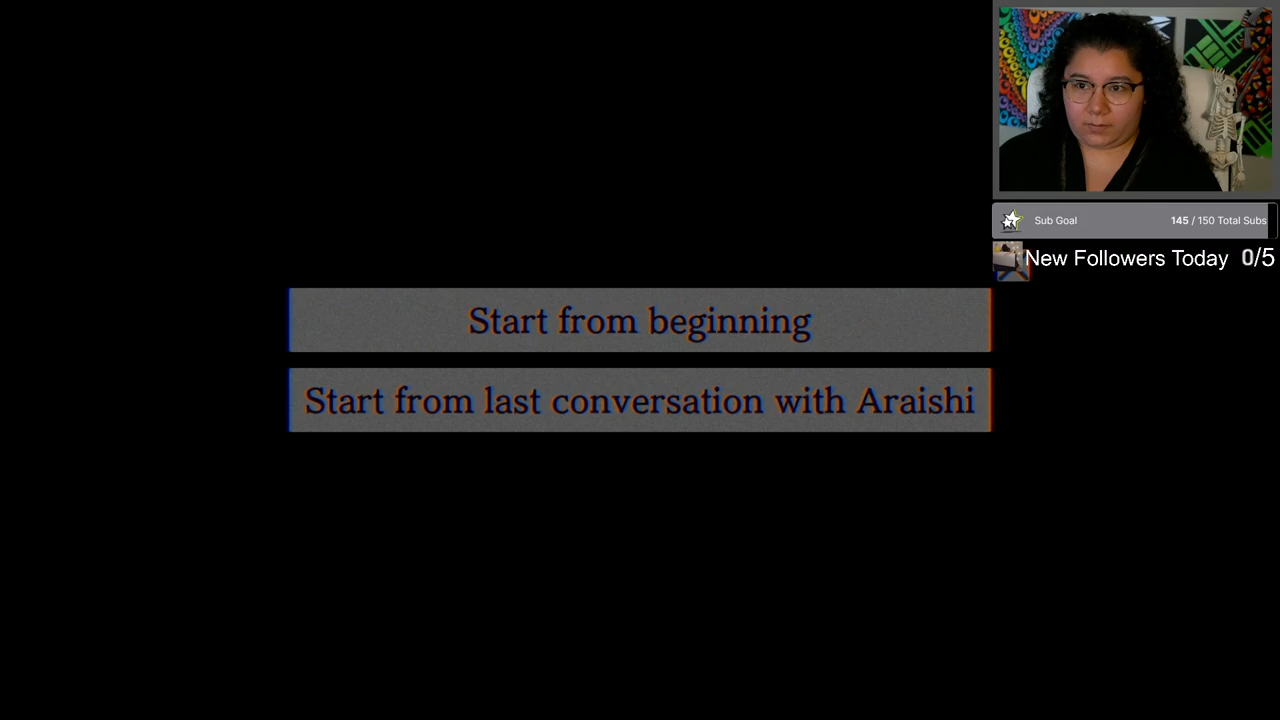 Sub Goal 145 / 150 Total Subs
New Followers Today 0/5
Start from beginning
Start from last conversation with Araishi